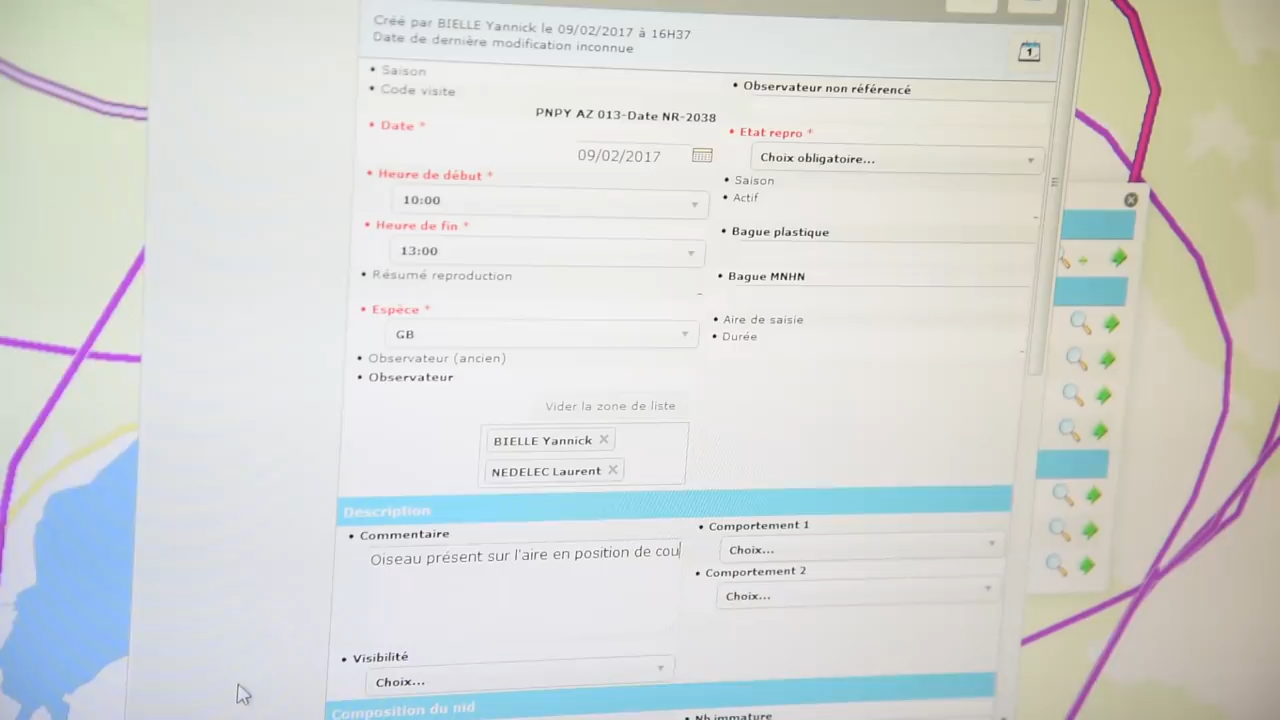 Créé par BIELLE Yannick le 09/02/2017 à 16H37
Date de dernière modification inconnue
1
• Saison
• Code visite
PNPY AZ 013-Date NR-2038
• Observateur non référencé
• Date *
09/02/2017
• Etat repro *
Choix obligatoire...
• Heure de début *
10:00
• Saison
• Actif
• Heure de fin *
13:00
• Bague plastique
• Résumé reproduction
• Bague MNHN
• Espèce *
GB
• Aire de saisie
• Durée
• Observateur (ancien)
• Observateur
Vider la zone de liste
BIELLE Yannick ×
NEDELEC Laurent ×
Description
• Commentaire
Oiseau présent sur l'aire en position de cou
• Comportement 1
Choix...
• Comportement 2
Choix...
• Visibilité
Choix...
Composition du nid
• Nb immature